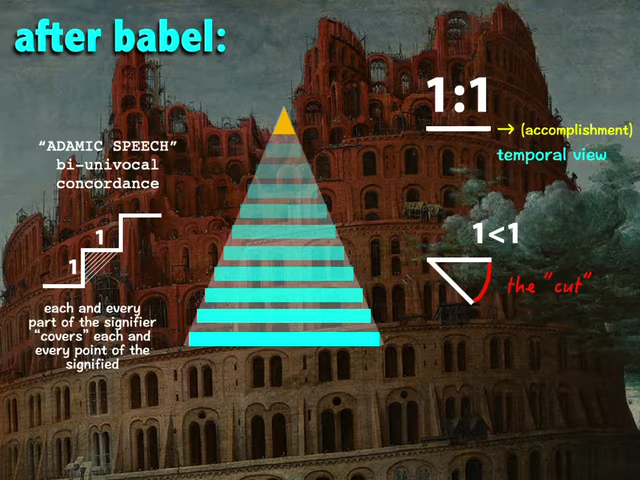 after babel:
"ADAMIC SPEECH"
bi-univocal
concordance
1
1
each and every
part of the signifier
"covers" each and
every point of the
signified
1:1
→ (accomplishment)
temporal view
1<1
the "cut"